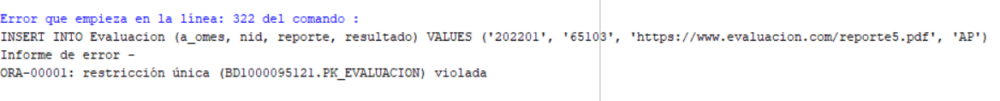 Error que empieza en la línea: 322 del comando :
INSERT INTO Evaluacion (a_omes, nid, reporte, resultado) VALUES ('202201', '65103', 'https://www.evaluacion.com/reporte5.pdf', 'AP')
Informe de error -
ORA-00001: restricción única (BD1000095121.PK_EVALUACION) violada